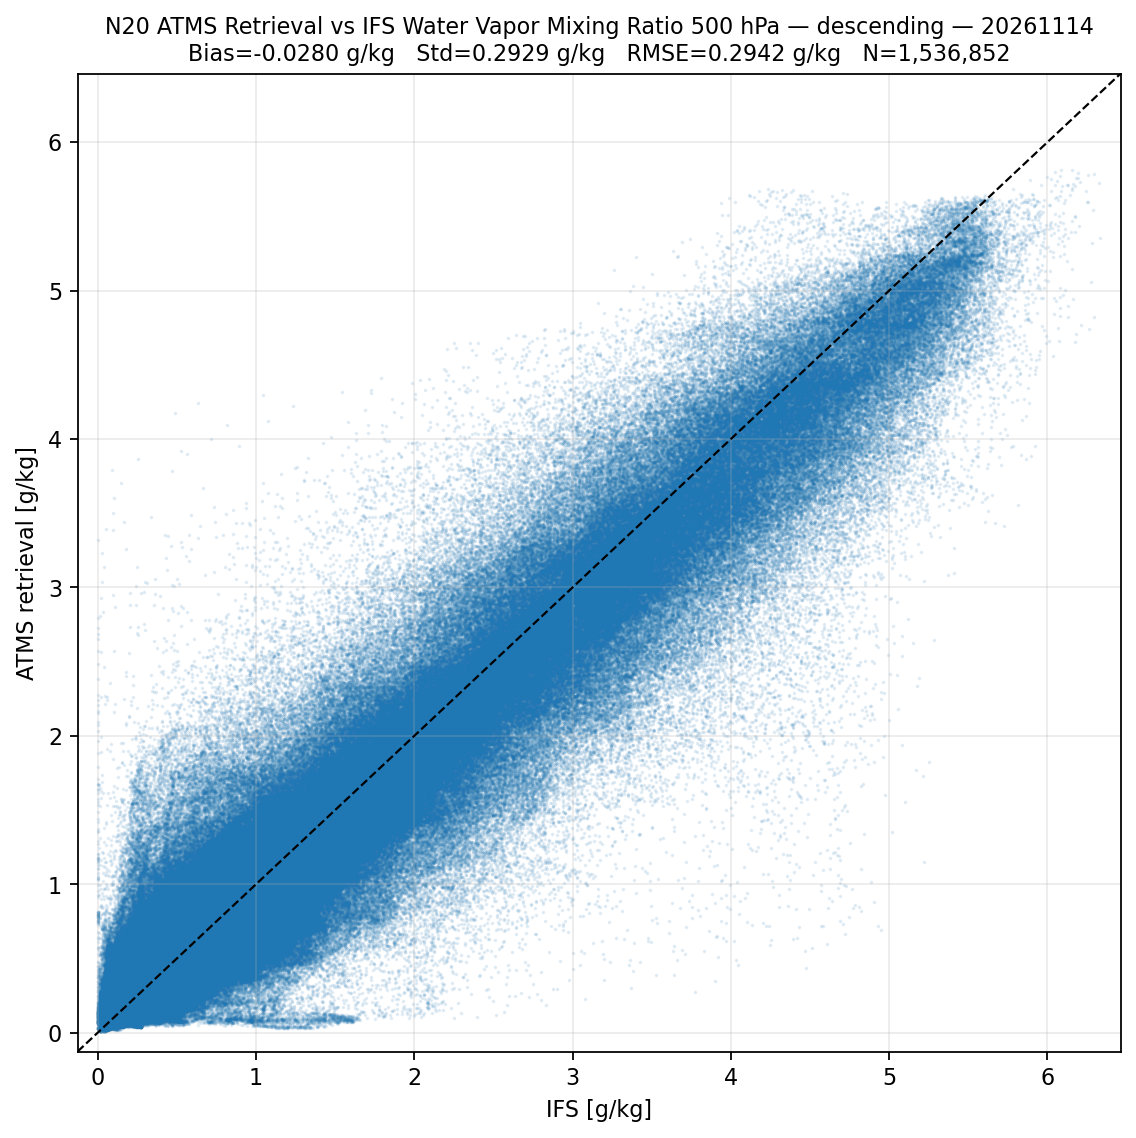 N20 ATMS Retrieval vs IFS Water Vapor Mixing Ratio 500 hPa — descending — 20261114
Bias=-0.0280 g/kg   Std=0.2929 g/kg   RMSE=0.2942 g/kg   N=1,536,852
6
5
4
3
2
1
0
ATMS retrieval [g/kg]
0 1 2 3 4 5 6
IFS [g/kg]